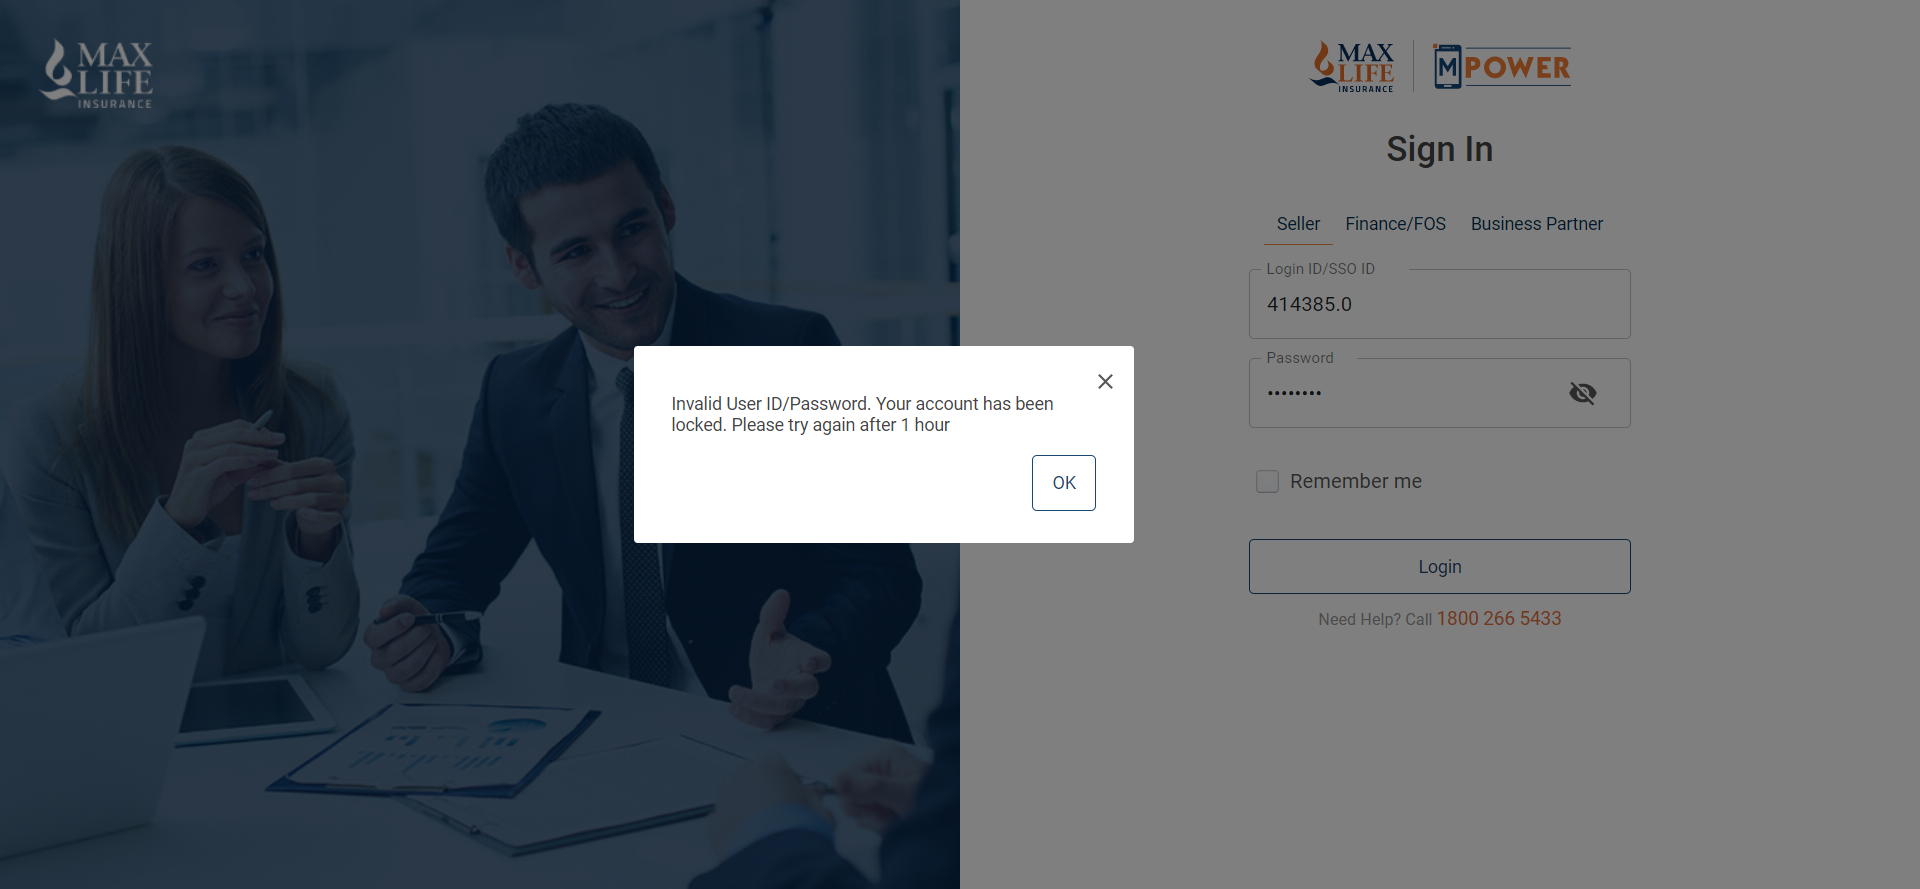 MAX
LIFE
INSURANCE
MAX
LIFE
INSURANCE
MPOWER
Sign In
Seller Finance/FOS Business Partner
Login ID/SSO ID
414385.0
Password
••••••••
Invalid User ID/Password. Your account has been
locked. Please try again after 1 hour
OK
Remember me
Login
Need Help? Call 1800 266 5433